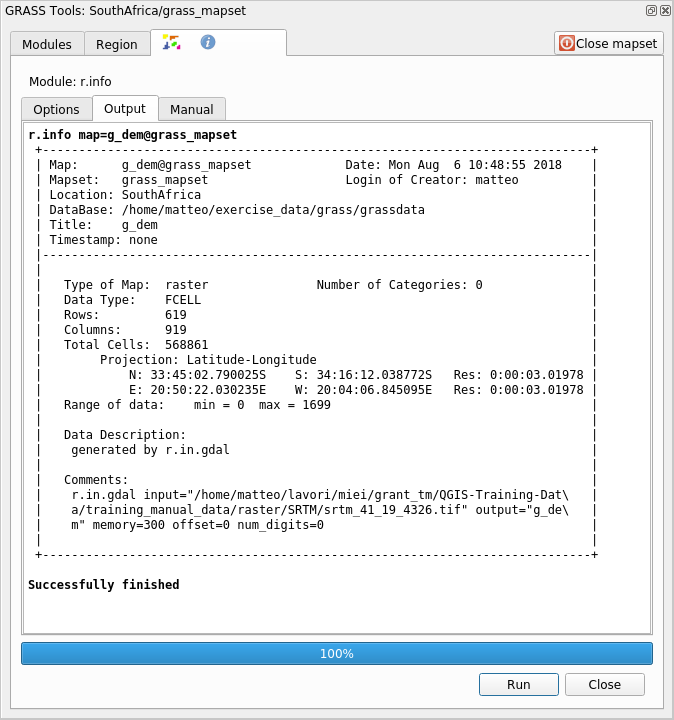 GRASS Tools: SouthAfrica/grass_mapset
Modules Region Close mapset
Module: r.info
Options Output Manual
r.info map=g_dem@grass_mapset
+----------------------------------------------------------------------------+
| Map:      g_dem@grass_mapset             Date: Mon Aug  6 10:48:55 2018    |
| Mapset:   grass_mapset                   Login of Creator: matteo          |
| Location: SouthAfrica                                                      |
| DataBase: /home/matteo/exercise_data/grass/grassdata                       |
| Title:    g_dem                                                            |
| Timestamp: none                                                            |
|----------------------------------------------------------------------------|
|                                                                            |
|   Type of Map:  raster               Number of Categories: 0               |
|   Data Type:    FCELL                                                      |
|   Rows:         619                                                        |
|   Columns:      919                                                        |
|   Total Cells:  568861                                                     |
|        Projection: Latitude-Longitude                                      |
|            N: 33:45:02.790025S    S: 34:16:12.038772S   Res: 0:00:03.01978 |
|            E: 20:50:22.030235E    W: 20:04:06.845095E   Res: 0:00:03.01978 |
|   Range of data:    min = 0  max = 1699                                    |
|                                                                            |
|   Data Description:                                                        |
|    generated by r.in.gdal                                                  |
|                                                                            |
|   Comments:                                                                |
|    r.in.gdal input="/home/matteo/lavori/miei/grant_tm/QGIS-Training-Dat\   |
|    a/training_manual_data/raster/SRTM/srtm_41_19_4326.tif" output="g_de\   |
|    m" memory=300 offset=0 num_digits=0                                     |
|                                                                            |
+----------------------------------------------------------------------------+
Successfully finished
100%
Run Close